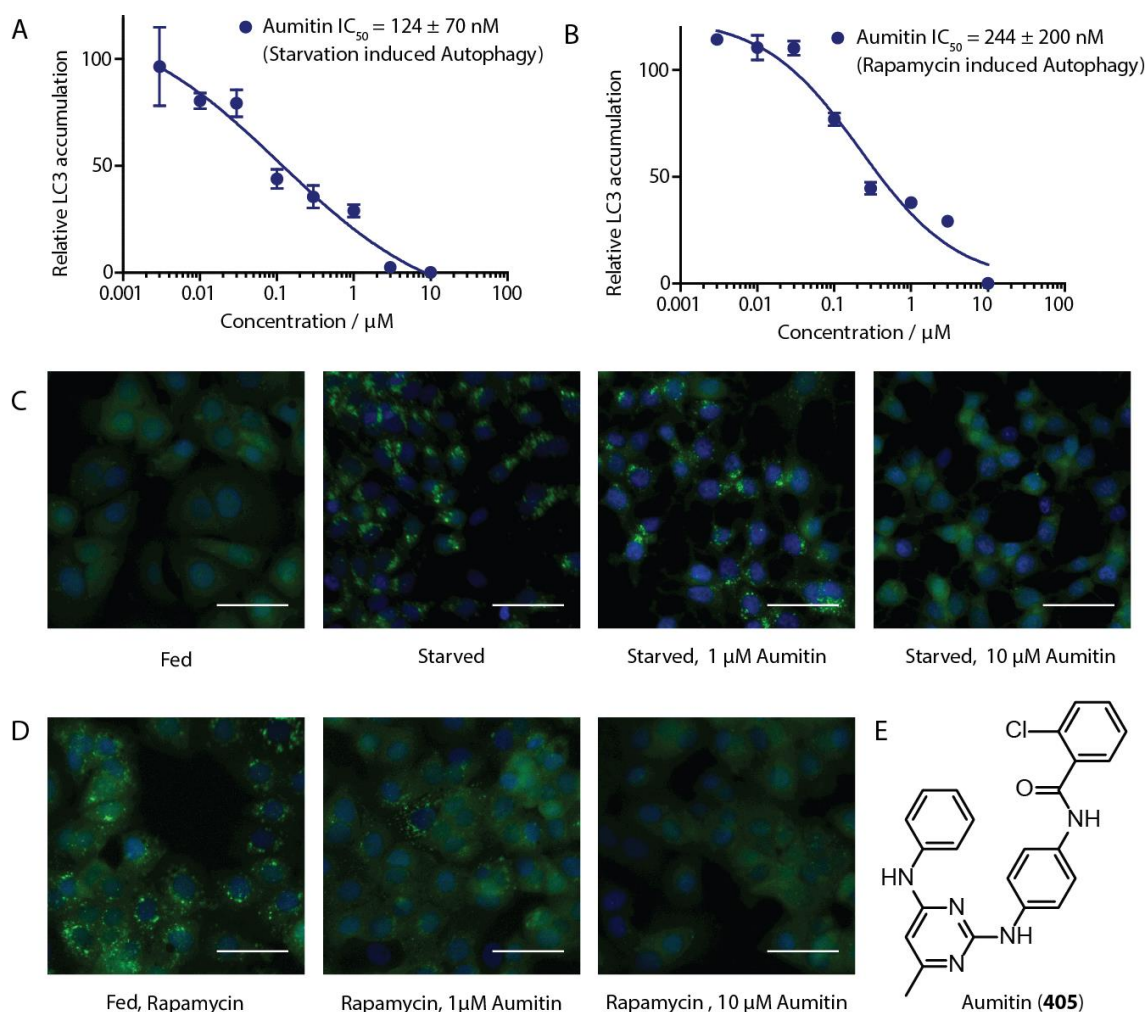 A
Aumitin IC50 = 124 ± 70 nM
(Starvation induced Autophagy)
Relative LC3 accumulation
100
50
0
0.001 0.01 0.1 1 10 100
Concentration / µM
B
Aumitin IC50 = 244 ± 200 nM
(Rapamycin induced Autophagy)
Relative LC3 accumulation
100
50
0
0.001 0.01 0.1 1 10 100
Concentration / µM
C
Fed
Starved
Starved, 1 µM Aumitin
Starved, 10 µM Aumitin
D
Fed, Rapamycin
Rapamycin, 1µM Aumitin
Rapamycin , 10 µM Aumitin
E
Cl
O
NH
HN
N
NH
N
Aumitin (405)